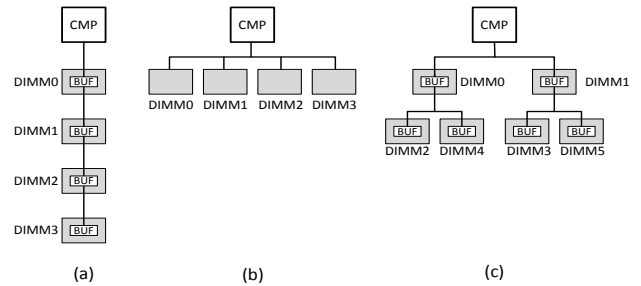 CMP
DIMM0 BUF
DIMM1 BUF
DIMM2 BUF
DIMM3 BUF
(a)
CMP
DIMM0 DIMM1 DIMM2 DIMM3
(b)
CMP
BUF DIMM0 BUF DIMM1
BUF BUF BUF BUF
DIMM2 DIMM4 DIMM3 DIMM5
(c)